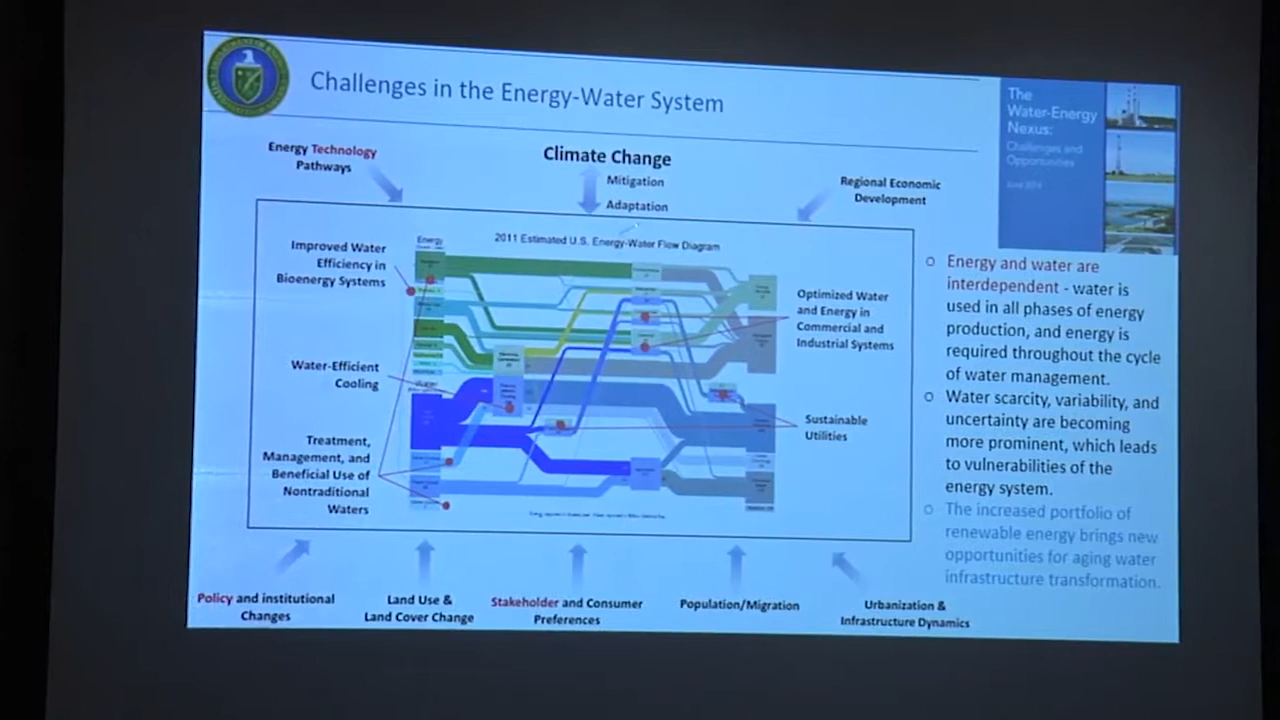 Challenges in the Energy-Water System
The
Water-Energy
Nexus:
Challenges and
Opportunities
June 2014
Energy Technology
Pathways
Climate Change
Mitigation
Adaptation
Regional Economic
Development
2011 Estimated U.S. Energy-Water Flow Diagram
Energy
Improved Water
Efficiency in
Bioenergy Systems
Water-Efficient
Cooling
Treatment,
Management, and
Beneficial Use of
Nontraditional
Waters
Optimized Water
and Energy in
Commercial and
Industrial Systems
Sustainable
Utilities
Energy and water are
interdependent - water is
used in all phases of energy
production, and energy is
required throughout the cycle
of water management.
Water scarcity, variability, and
uncertainty are becoming
more prominent, which leads
to vulnerabilities of the
energy system.
The increased portfolio of
renewable energy brings new
opportunities for aging water
infrastructure transformation.
Policy and institutional
Changes
Land Use &
Land Cover Change
Stakeholder and Consumer
Preferences
Population/Migration
Urbanization &
Infrastructure Dynamics